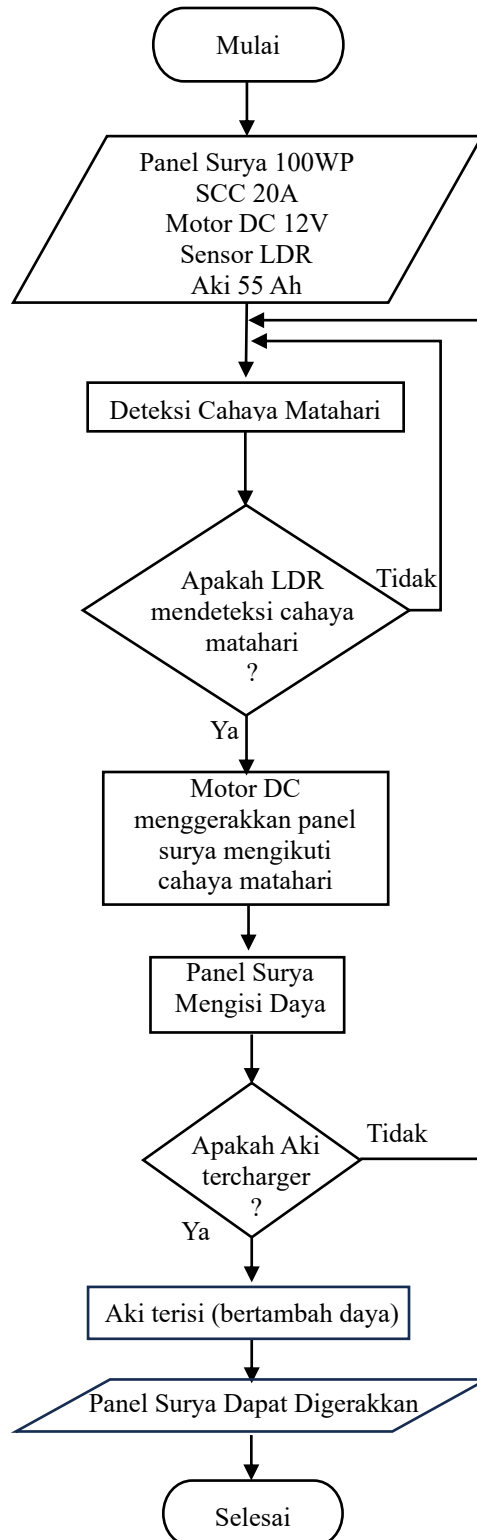 Mulai
Panel Surya 100WP
SCC 20A
Motor DC 12V
Sensor LDR
Aki 55 Ah
Deteksi Cahaya Matahari
Apakah LDR
mendeteksi cahaya
matahari
?
Tidak
Ya
Motor DC
menggerakkan panel
surya mengikuti
cahaya matahari
Panel Surya
Mengisi Daya
Apakah Aki
tercharger
?
Tidak
Ya
Aki terisi (bertambah daya)
Panel Surya Dapat Digerakkan
Selesai